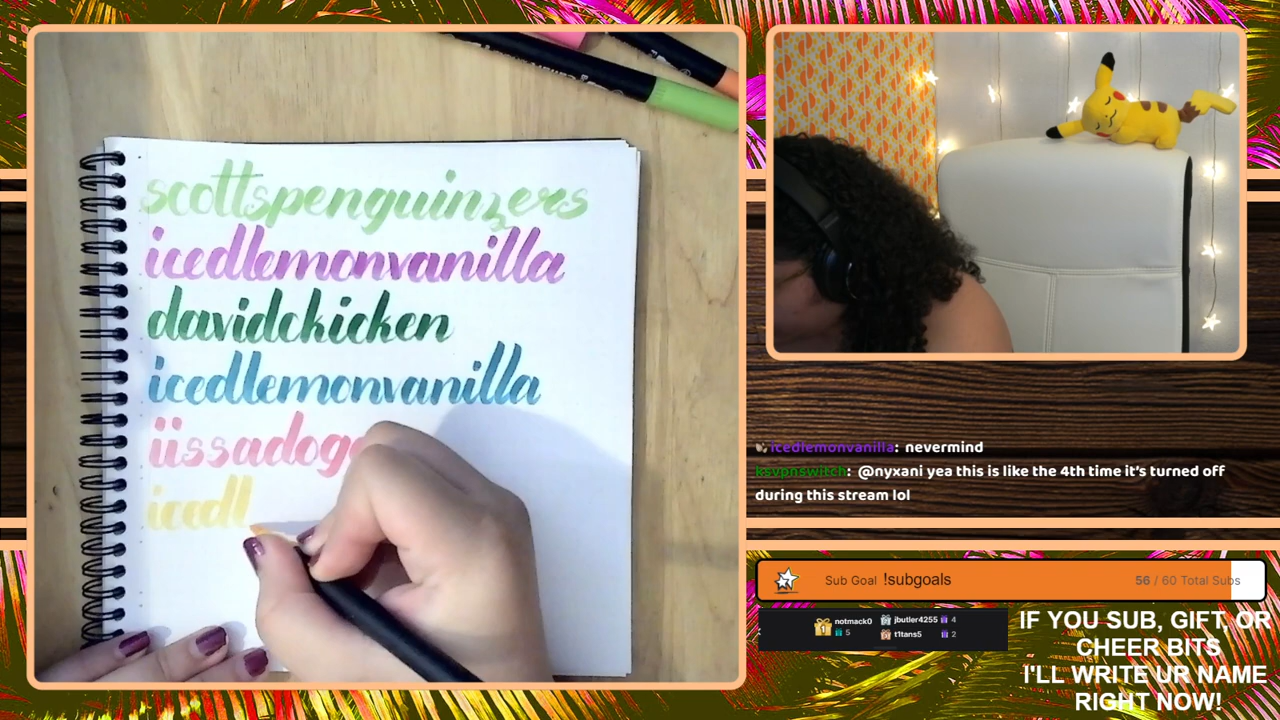 scottspenguinzers
icedlemonvanilla
davidchicken
icedlemonvanilla
icedl
icedlemonvanilla: nevermind
ksvpnswitch: @nyxani yea this is like the 4th time it's turned off
during this stream lol
Sub Goal !subgoals 56 / 60 Total Subs
1 notmack0 5
jbutler4255 4
t1tans5 2
IF YOU SUB, GIFT, OR
CHEER BITS
I'LL WRITE UR NAME
RIGHT NOW!